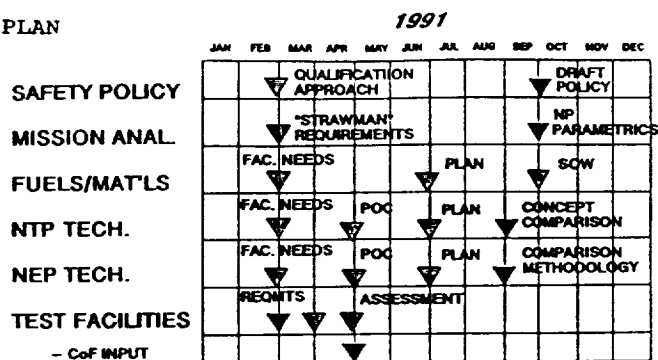 PLAN
1991
JAN FEB MAR APR MAY JUN JUL AUG SEP OCT NOV DEC
SAFETY POLICY
QUALIFICATION
APPROACH
DRAFT
POLICY
MISSION ANAL.
"STRAWMAN"
REQUIREMENTS
NP
PARAMETRICS
FUELS/MAT'LS
FAC. NEEDS
PLAN
SOW
NTP TECH.
FAC. NEEDS
POC
PLAN
CONCEPT
COMPARISON
NEP TECH.
FAC. NEEDS
POC
PLAN
COMPARISON
METHODOLOGY
TEST FACILITIES
REQMTS
ASSESSMENT
– CoF INPUT